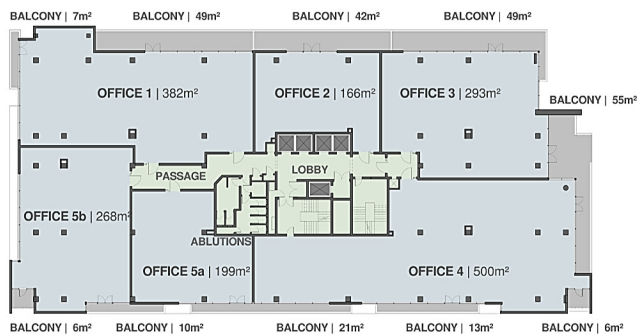 BALCONY | 7m²
BALCONY | 49m²
BALCONY | 42m²
BALCONY | 49m²
OFFICE 1 | 382m²
OFFICE 2 | 166m²
OFFICE 3 | 293m²
BALCONY | 55m²
PASSAGE
LOBBY
OFFICE 5b | 268m²
ABLUTIONS
OFFICE 5a | 199m²
OFFICE 4 | 500m²
BALCONY | 6m²
BALCONY | 10m²
BALCONY | 21m²
BALCONY | 13m²
BALCONY | 6m²